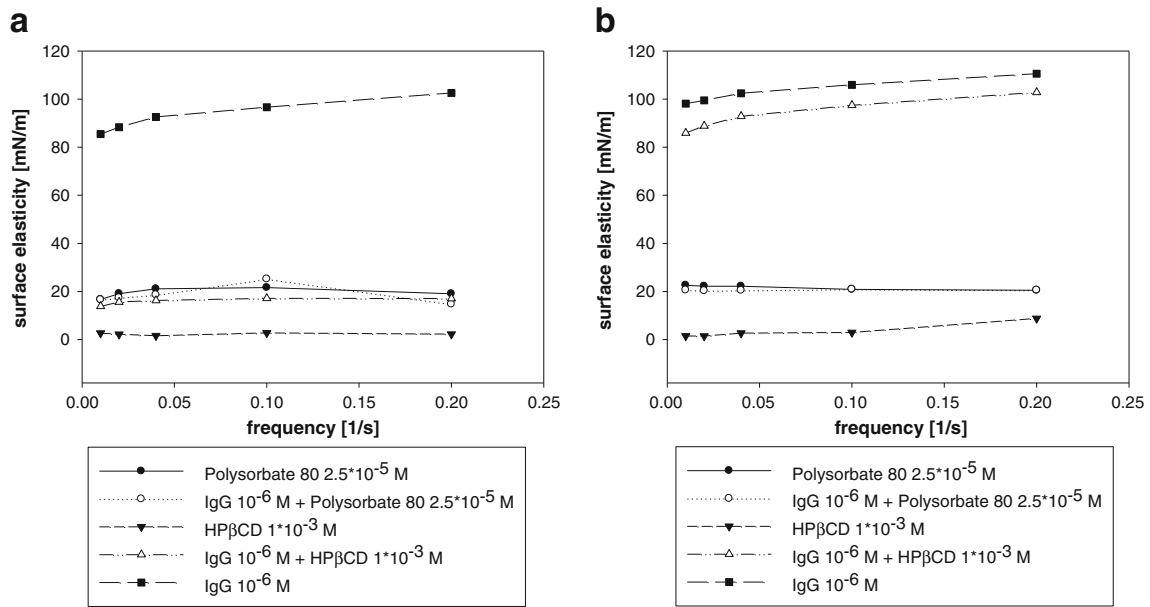 a
120
100
80
60
40
20
0
surface elasticity [mN/m]
0.00 0.05 0.10 0.15 0.20 0.25
frequency [1/s]
Polysorbate 80 2.5*10⁻⁵ M
IgG 10⁻⁶ M + Polysorbate 80 2.5*10⁻⁵ M
HPβCD 1*10⁻³ M
IgG 10⁻⁶ M + HPβCD 1*10⁻³ M
IgG 10⁻⁶ M
b
120
100
80
60
40
20
0
surface elasticity [mN/m]
0.00 0.05 0.10 0.15 0.20 0.25
frequency [1/s]
Polysorbate 80 2.5*10⁻⁵ M
IgG 10⁻⁶ M + Polysorbate 80 2.5*10⁻⁵ M
HPβCD 1*10⁻³ M
IgG 10⁻⁶ M + HPβCD 1*10⁻³ M
IgG 10⁻⁶ M